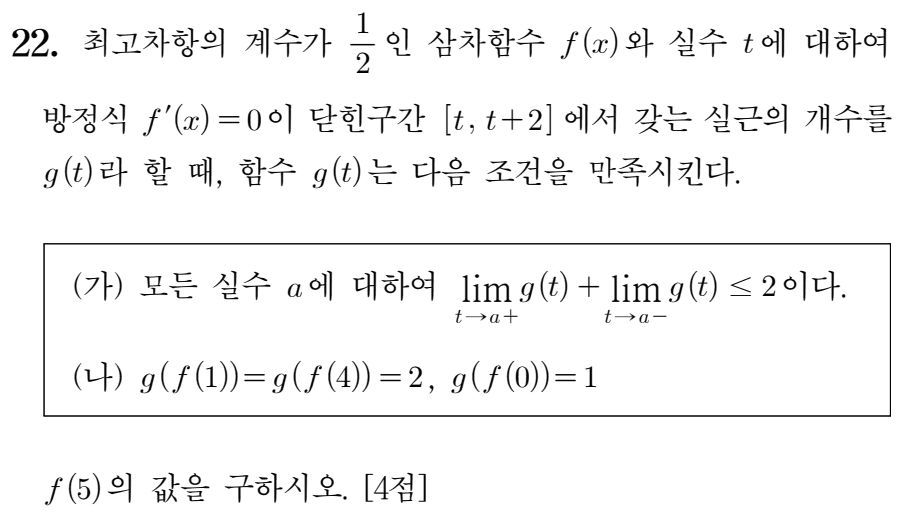 22. 최고차항의 계수가 1/2 인 삼차함수 f(x)와 실수 t에 대하여
방정식 f′(x)=0이 닫힌구간 [t, t+2]에서 갖는 실근의 개수를
g(t)라 할 때, 함수 g(t)는 다음 조건을 만족시킨다.
(가) 모든 실수 a에 대하여 lim_{t→a+} g(t) + lim_{t→a−} g(t) ≤ 2이다.
(나) g(f(1))=g(f(4))=2, g(f(0))=1
f(5)의 값을 구하시오. [4점]